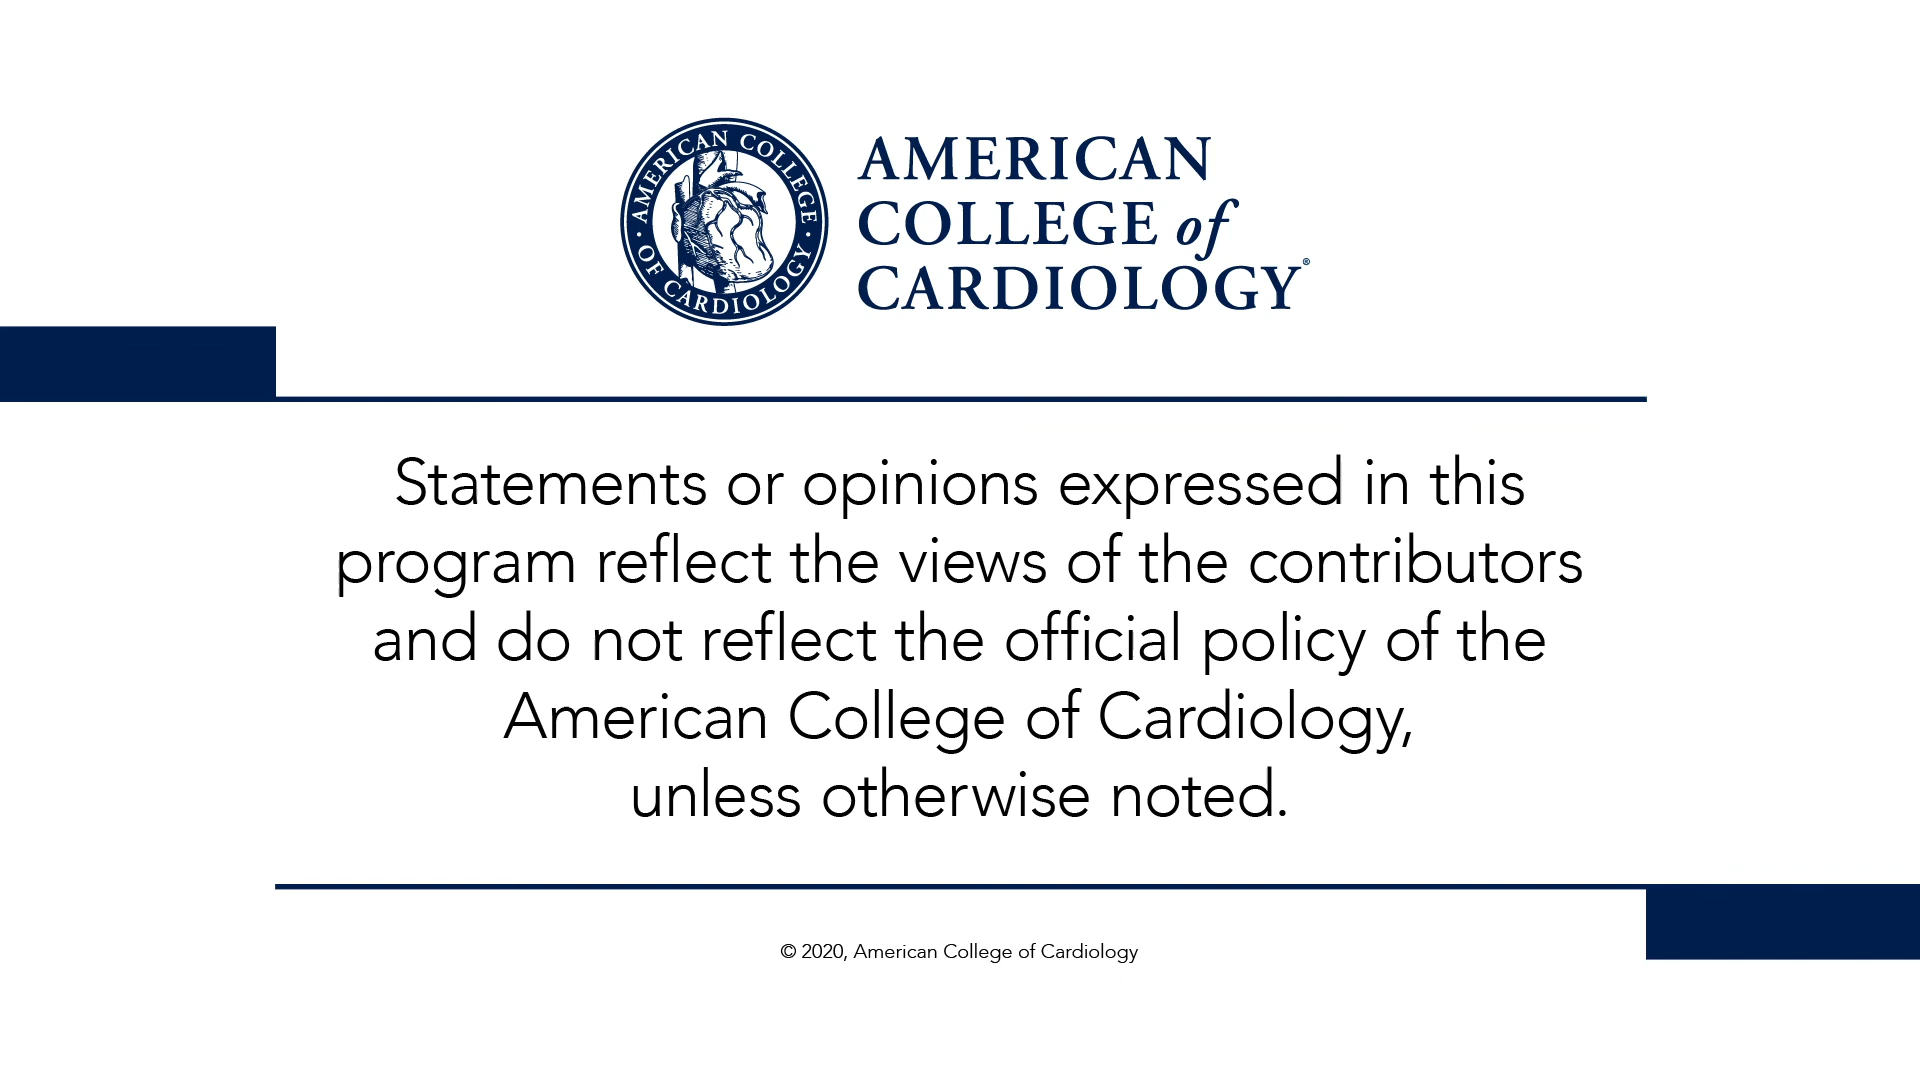 AMERICAN COLLEGE
· OF CARDIOLOGY ·
AMERICAN
COLLEGE of
CARDIOLOGY®
Statements or opinions expressed in this
program reflect the views of the contributors
and do not reflect the official policy of the
American College of Cardiology,
unless otherwise noted.
© 2020, American College of Cardiology